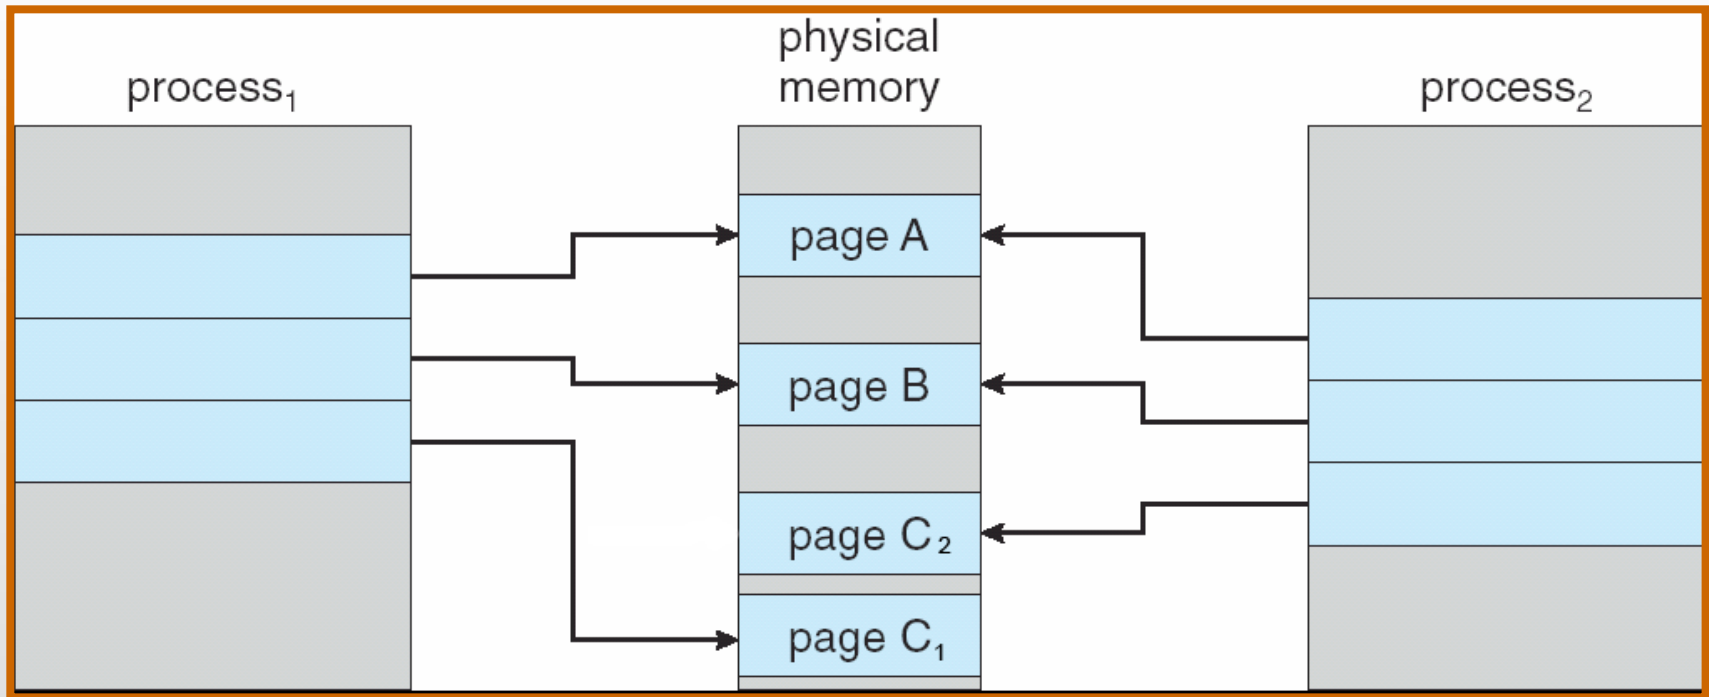 physical
memory
process₁
process₂
page A
page B
page C₂
page C₁